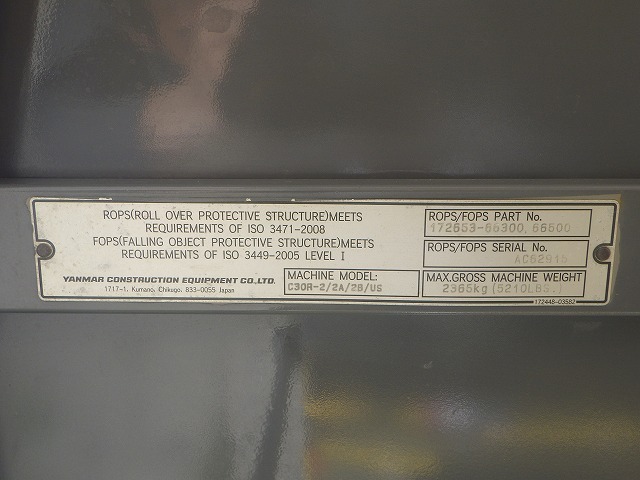 ROPS(ROLL OVER PROTECTIVE STRUCTURE)MEETS
REQUIREMENTS OF ISO 3471-2008
FOPS(FALLING OBJECT PROTECTIVE STRUCTURE)MEETS
REQUIREMENTS OF ISO 3449-2005 LEVEL I
YANMAR CONSTRUCTION EQUIPMENT CO.,LTD.
1717-1, Kumano, Chikugo, 833-0055 Japan
MACHINE MODEL:
C30R-2/2A/2B/US
ROPS/FOPS PART No.
172653-66300, 66500
ROPS/FOPS SERIAL No.
AC62915
MAX.GROSS MACHINE WEIGHT
2365kg(5210LBS.)
172448-03582